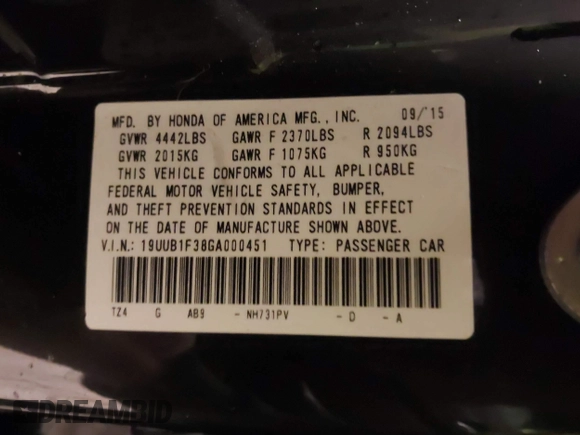 MFD. BY HONDA OF AMERICA MFG., INC. 09/'15
GVWR 4442LBS GAWR F 2370LBS R 2094LBS
GVWR 2015KG GAWR F 1075KG R 950KG
THIS VEHICLE CONFORMS TO ALL APPLICABLE
FEDERAL MOTOR VEHICLE SAFETY, BUMPER,
AND THEFT PREVENTION STANDARDS IN EFFECT
ON THE DATE OF MANUFACTURE SHOWN ABOVE.
V.I.N.: 19UUB1F38GA000451 TYPE: PASSENGER CAR
TZ4 G AB9 - NH731PV - D - A
DREAMBID